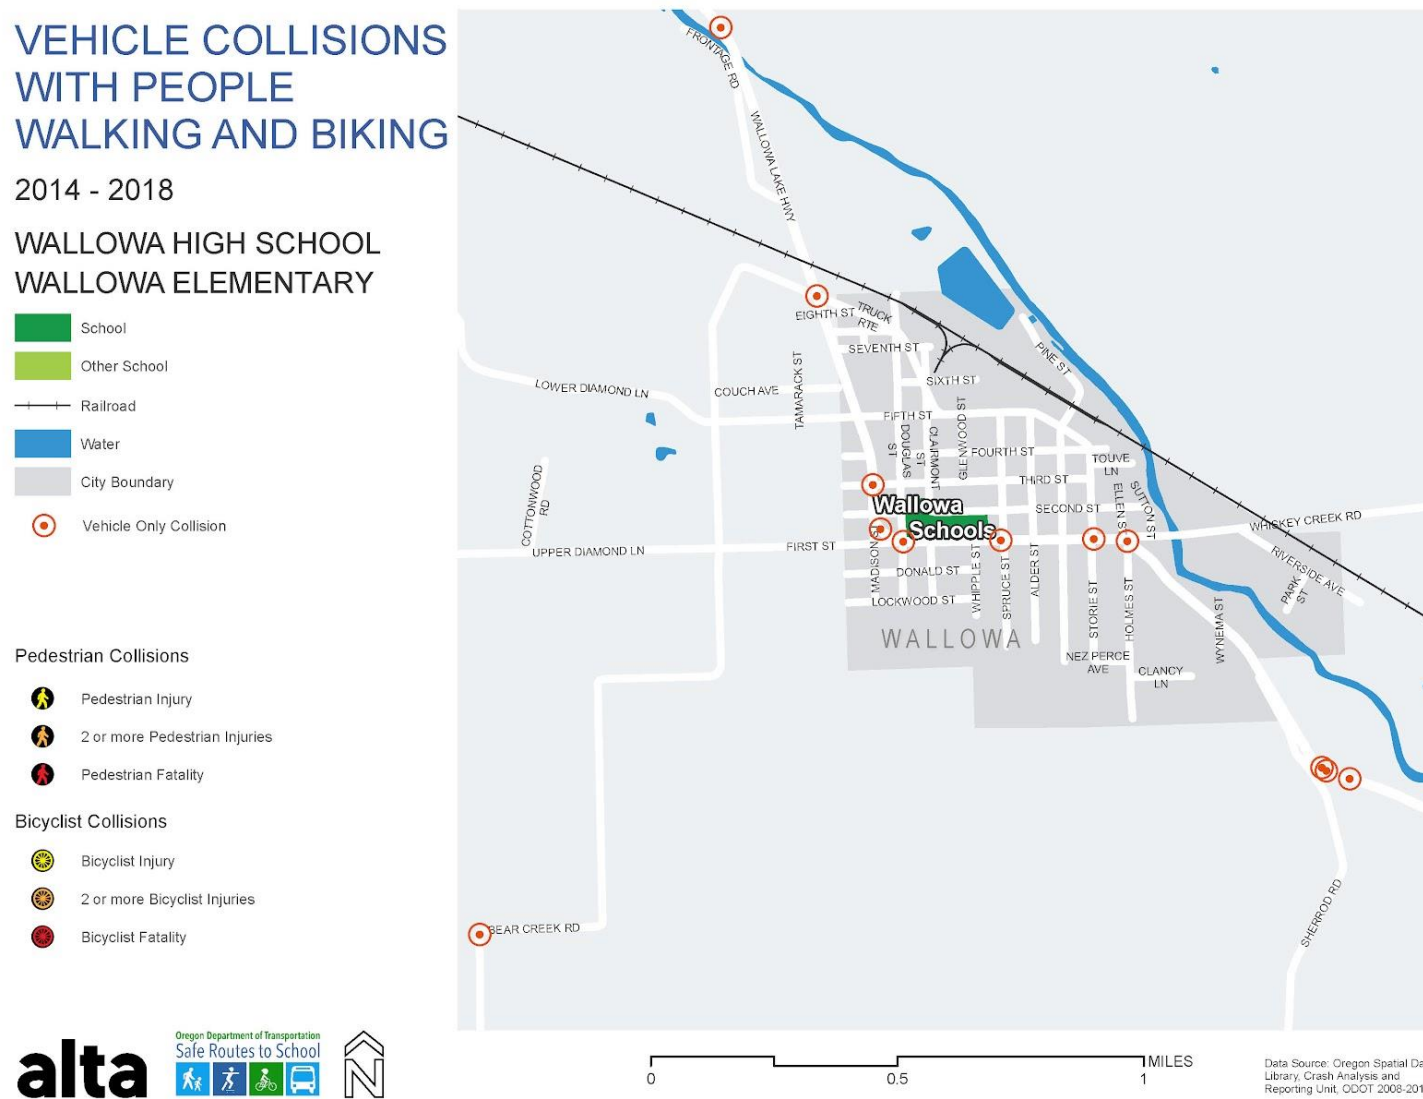 VEHICLE COLLISIONS
WITH PEOPLE
WALKING AND BIKING
2014 - 2018
WALLOWA HIGH SCHOOL
WALLOWA ELEMENTARY
School
Other School
Railroad
Water
City Boundary
Vehicle Only Collision
Pedestrian Collisions
Pedestrian Injury
2 or more Pedestrian Injuries
Pedestrian Fatality
Bicyclist Collisions
Bicyclist Injury
2 or more Bicyclist Injuries
Bicyclist Fatality
alta
Oregon Department of Transportation
Safe Routes to School
N
FRONTAGE RD
WALLOWA LAKE HWY
EIGHTH ST
TRUCK
RTE
SEVENTH ST
PINE ST
SIXTH ST
LOWER DIAMOND LN
COUCH AVE
TAMARACK ST
FIFTH ST
DOUGLAS
ST
CLAIRMONT
ST
GLENWOOD ST
FOURTH ST
TOUVE
LN
THIRD ST
COTTONWOOD
RD
Wallowa
Schools
SECOND ST
ELLEN ST
SUTTON ST
WHISKEY CREEK RD
UPPER DIAMOND LN
FIRST ST
MADISON
DONALD ST
LOCKWOOD ST
WHIPPLE ST
SPRUCE ST
ALDER ST
STORIE ST
HOLMES ST
WYNEMA ST
RIVERSIDE AVE
PARK
ST
WALLOWA
NEZ PERCE
AVE
CLANCY
LN
SHERROD RD
BEAR CREEK RD
0
0.5
1
MILES
Data Source: Oregon Spatial Da
Library, Crash Analysis and
Reporting Unit, ODOT 2008-201